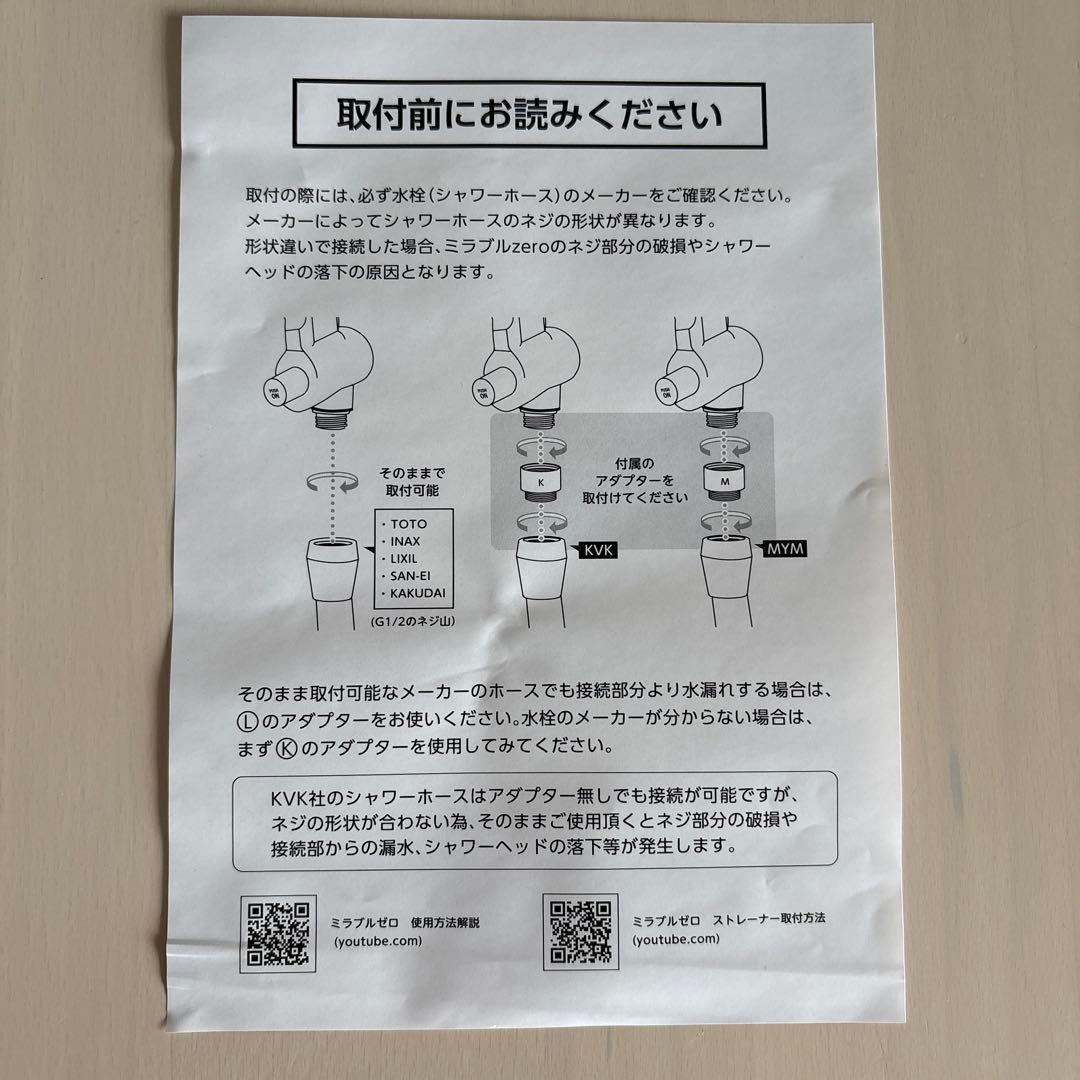 取付前にお読みください
取付の際には、必ず水栓(シャワーホース)のメーカーをご確認ください。
メーカーによってシャワーホースのネジの形状が異なります。
形状違いで接続した場合、ミラブルzeroのネジ部分の破損やシャワー
ヘッドの落下の原因となります。
PUSH
ON
PUSH
ON
PUSH
ON
そのままで
取付可能
・TOTO
・INAX
・LIXIL
・SAN-EI
・KAKUDAI
(G1/2のネジ山)
K
付属の
アダプターを
取付けてください
M
KVK
MYM
そのまま取付可能なメーカーのホースでも接続部分より水漏れする場合は、
Ⓛのアダプターをお使いください。水栓のメーカーが分からない場合は、
まずⓀのアダプターを使用してみてください。
KVK社のシャワーホースはアダプター無しでも接続が可能ですが、
ネジの形状が合わない為、そのままご使用頂くとネジ部分の破損や
接続部からの漏水、シャワーヘッドの落下等が発生します。
ミラブルゼロ 使用方法解説
(youtube.com)
ミラブルゼロ ストレーナー取付方法
(youtube.com)